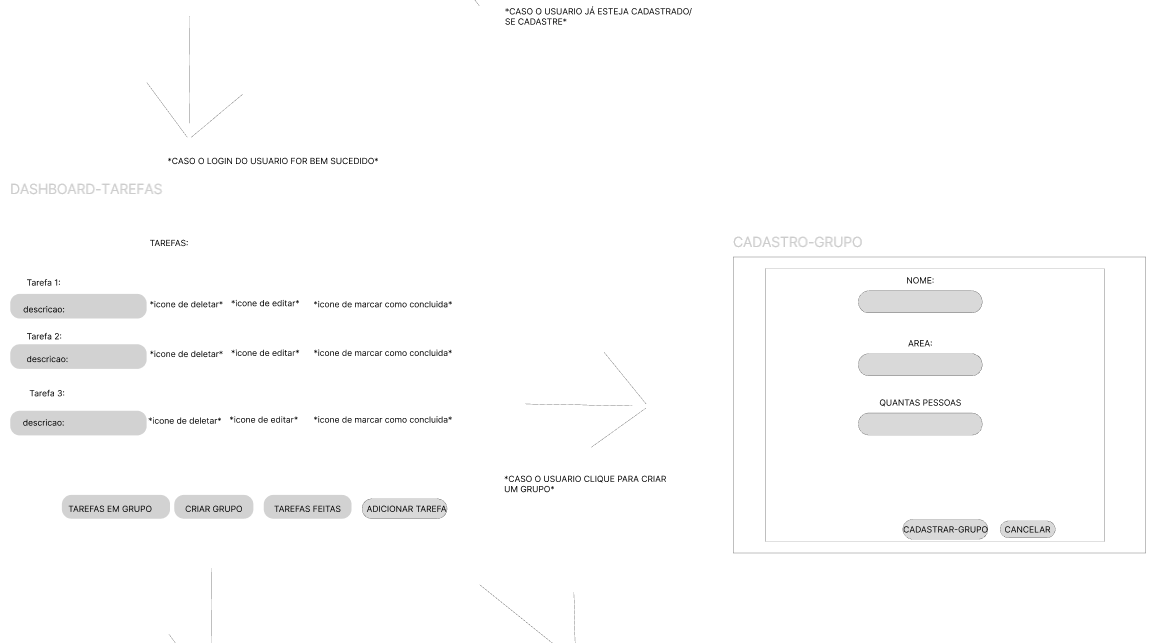 *CASO O USUARIO JÁ ESTEJA CADASTRADO/
SE CADASTRE*
*CASO O LOGIN DO USUARIO FOR BEM SUCEDIDO*
DASHBOARD-TAREFAS
TAREFAS:
Tarefa 1:
descricao:
*icone de deletar* *icone de editar* *icone de marcar como concluida*
Tarefa 2:
descricao:
*icone de deletar* *icone de editar* *icone de marcar como concluida*
Tarefa 3:
descricao:
*icone de deletar* *icone de editar* *icone de marcar como concluida*
TAREFAS EM GRUPO CRIAR GRUPO TAREFAS FEITAS ADICIONAR TAREFA
*CASO O USUARIO CLIQUE PARA CRIAR
UM GRUPO*
CADASTRO-GRUPO
NOME:
AREA:
QUANTAS PESSOAS
CADASTRAR-GRUPO CANCELAR